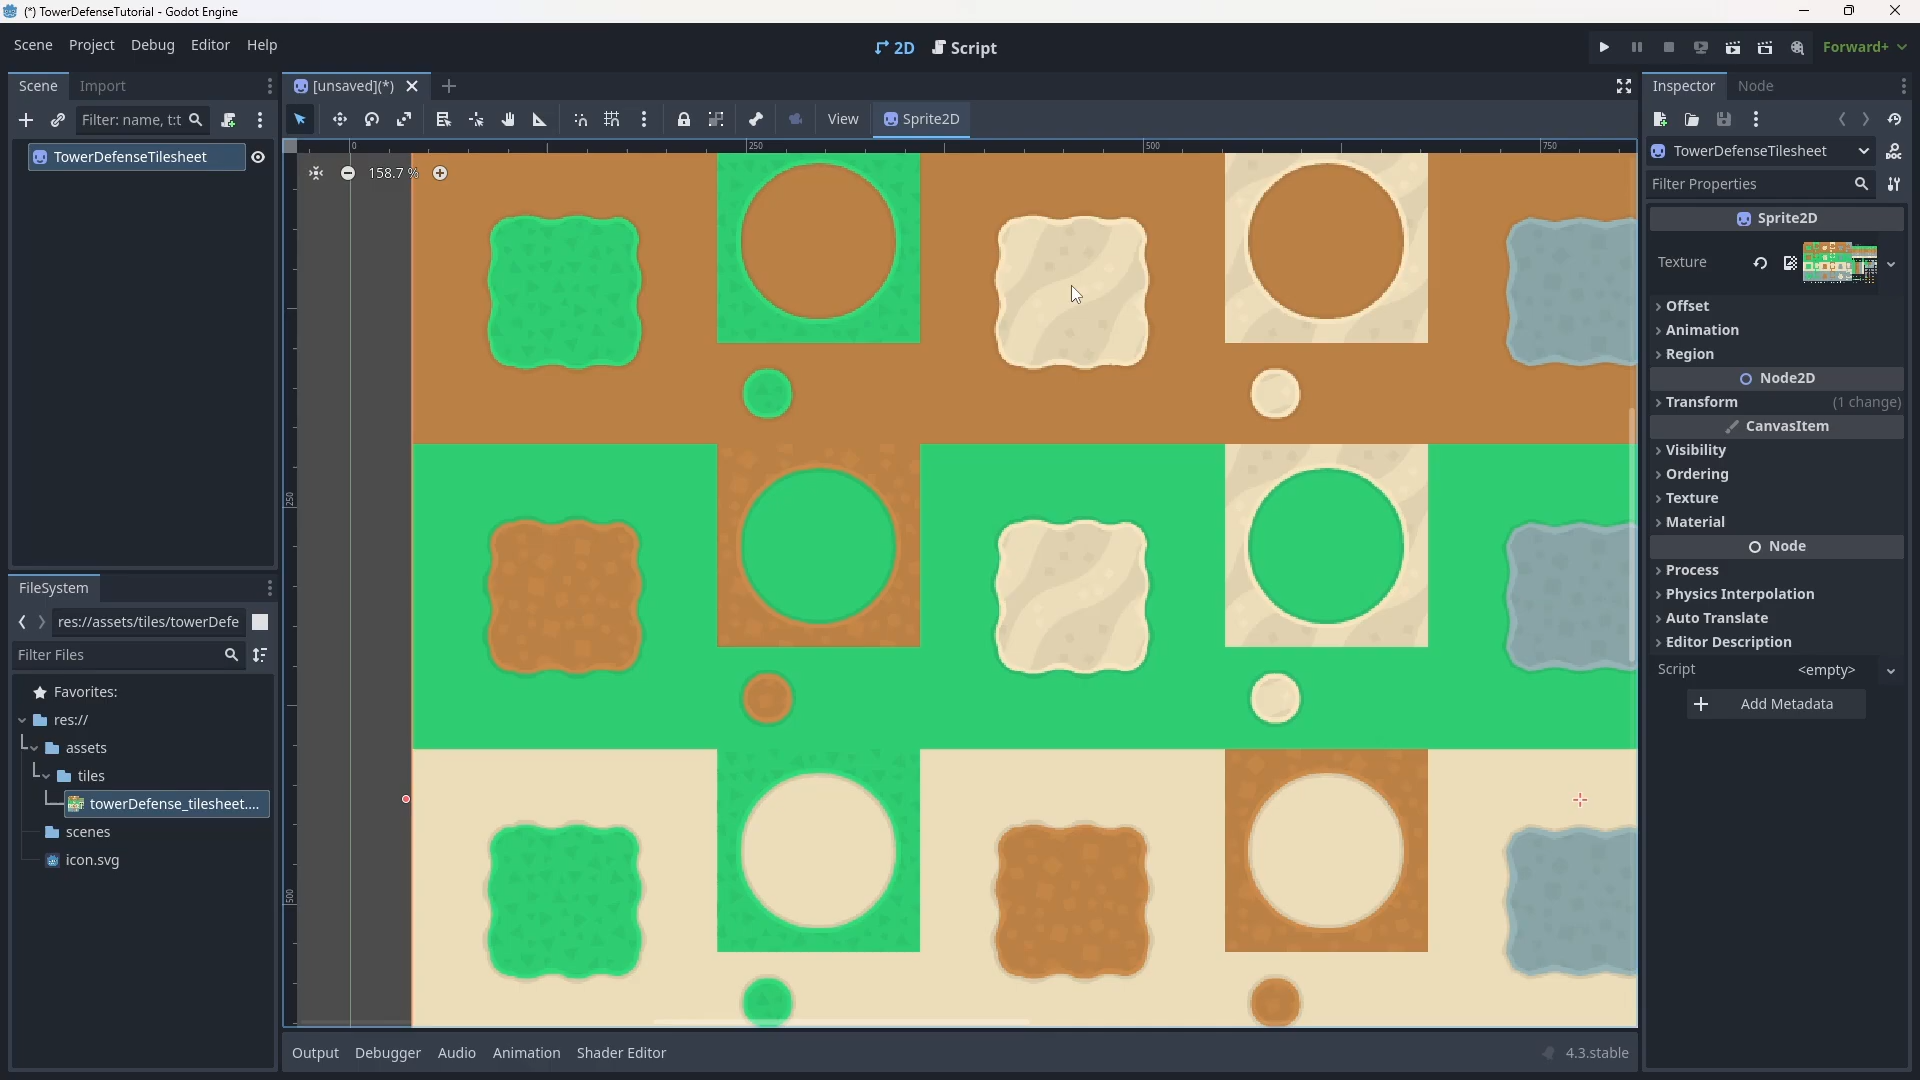 (*) TowerDefenseTutorial - Godot Engine
Scene Project Debug Editor Help
2D Script
Forward+
Scene Import
[unsaved](*)
Inspector Node
Filter: name, t:t
View Sprite2D
TowerDefenseTilesheet
0 250 500 750
158.7 %
250
500
TowerDefenseTilesheet
Filter Properties
Sprite2D
Texture
Offset
Animation
Region
Node2D
Transform (1 change)
CanvasItem
Visibility
Ordering
Texture
Material
Node
Process
Physics Interpolation
Auto Translate
Editor Description
Script <empty>
Add Metadata
FileSystem
res://assets/tiles/towerDefe
Filter Files
Favorites:
res://
assets
tiles
towerDefense_tilesheet....
scenes
icon.svg
Output Debugger Audio Animation Shader Editor
4.3.stable